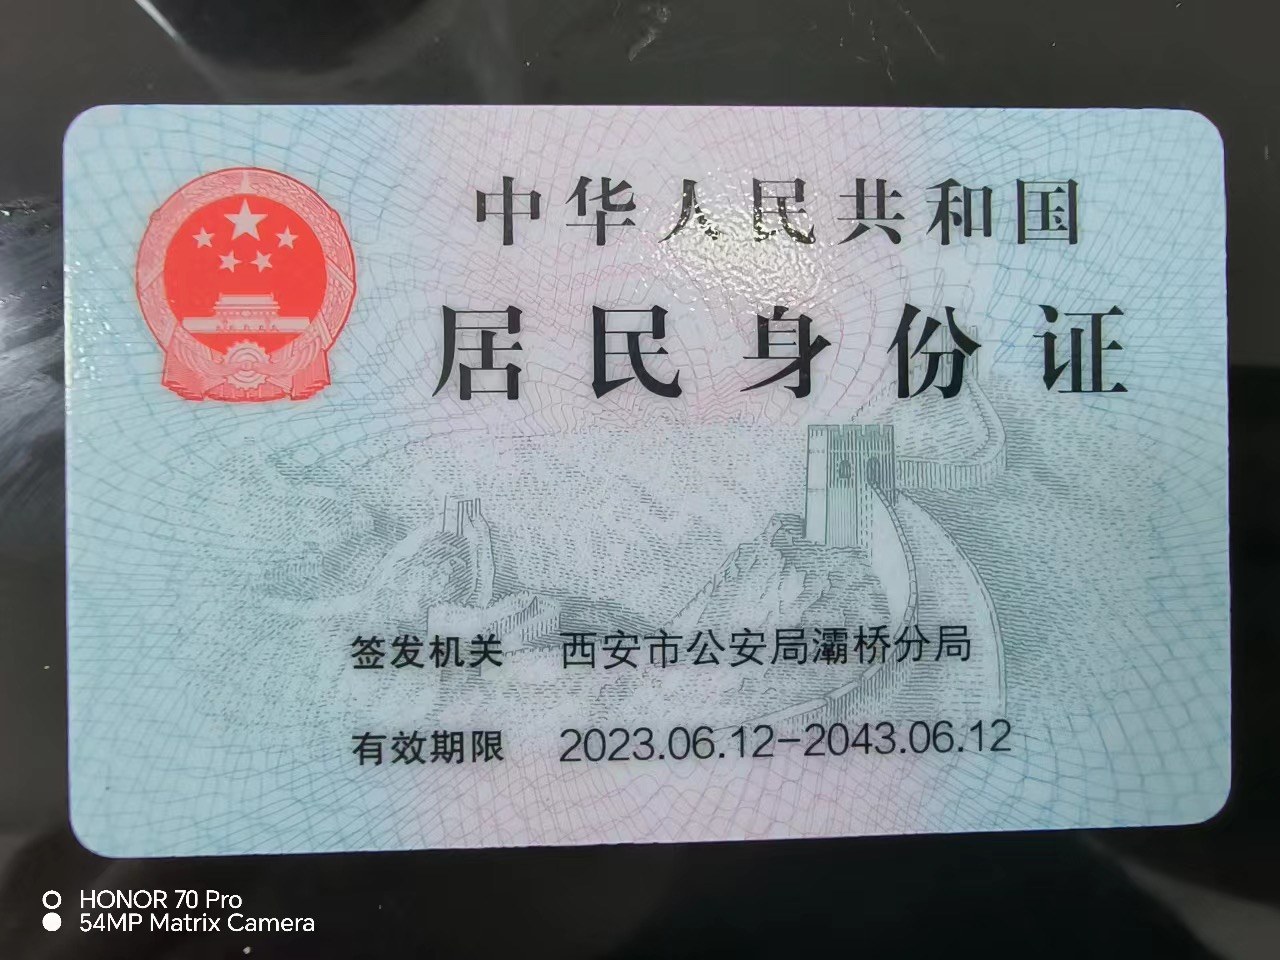 中华人民共和国
居民身份证
签发机关 西安市公安局灞桥分局
有效期限 2023.06.12-2043.06.12
HONOR 70 Pro
54MP Matrix Camera